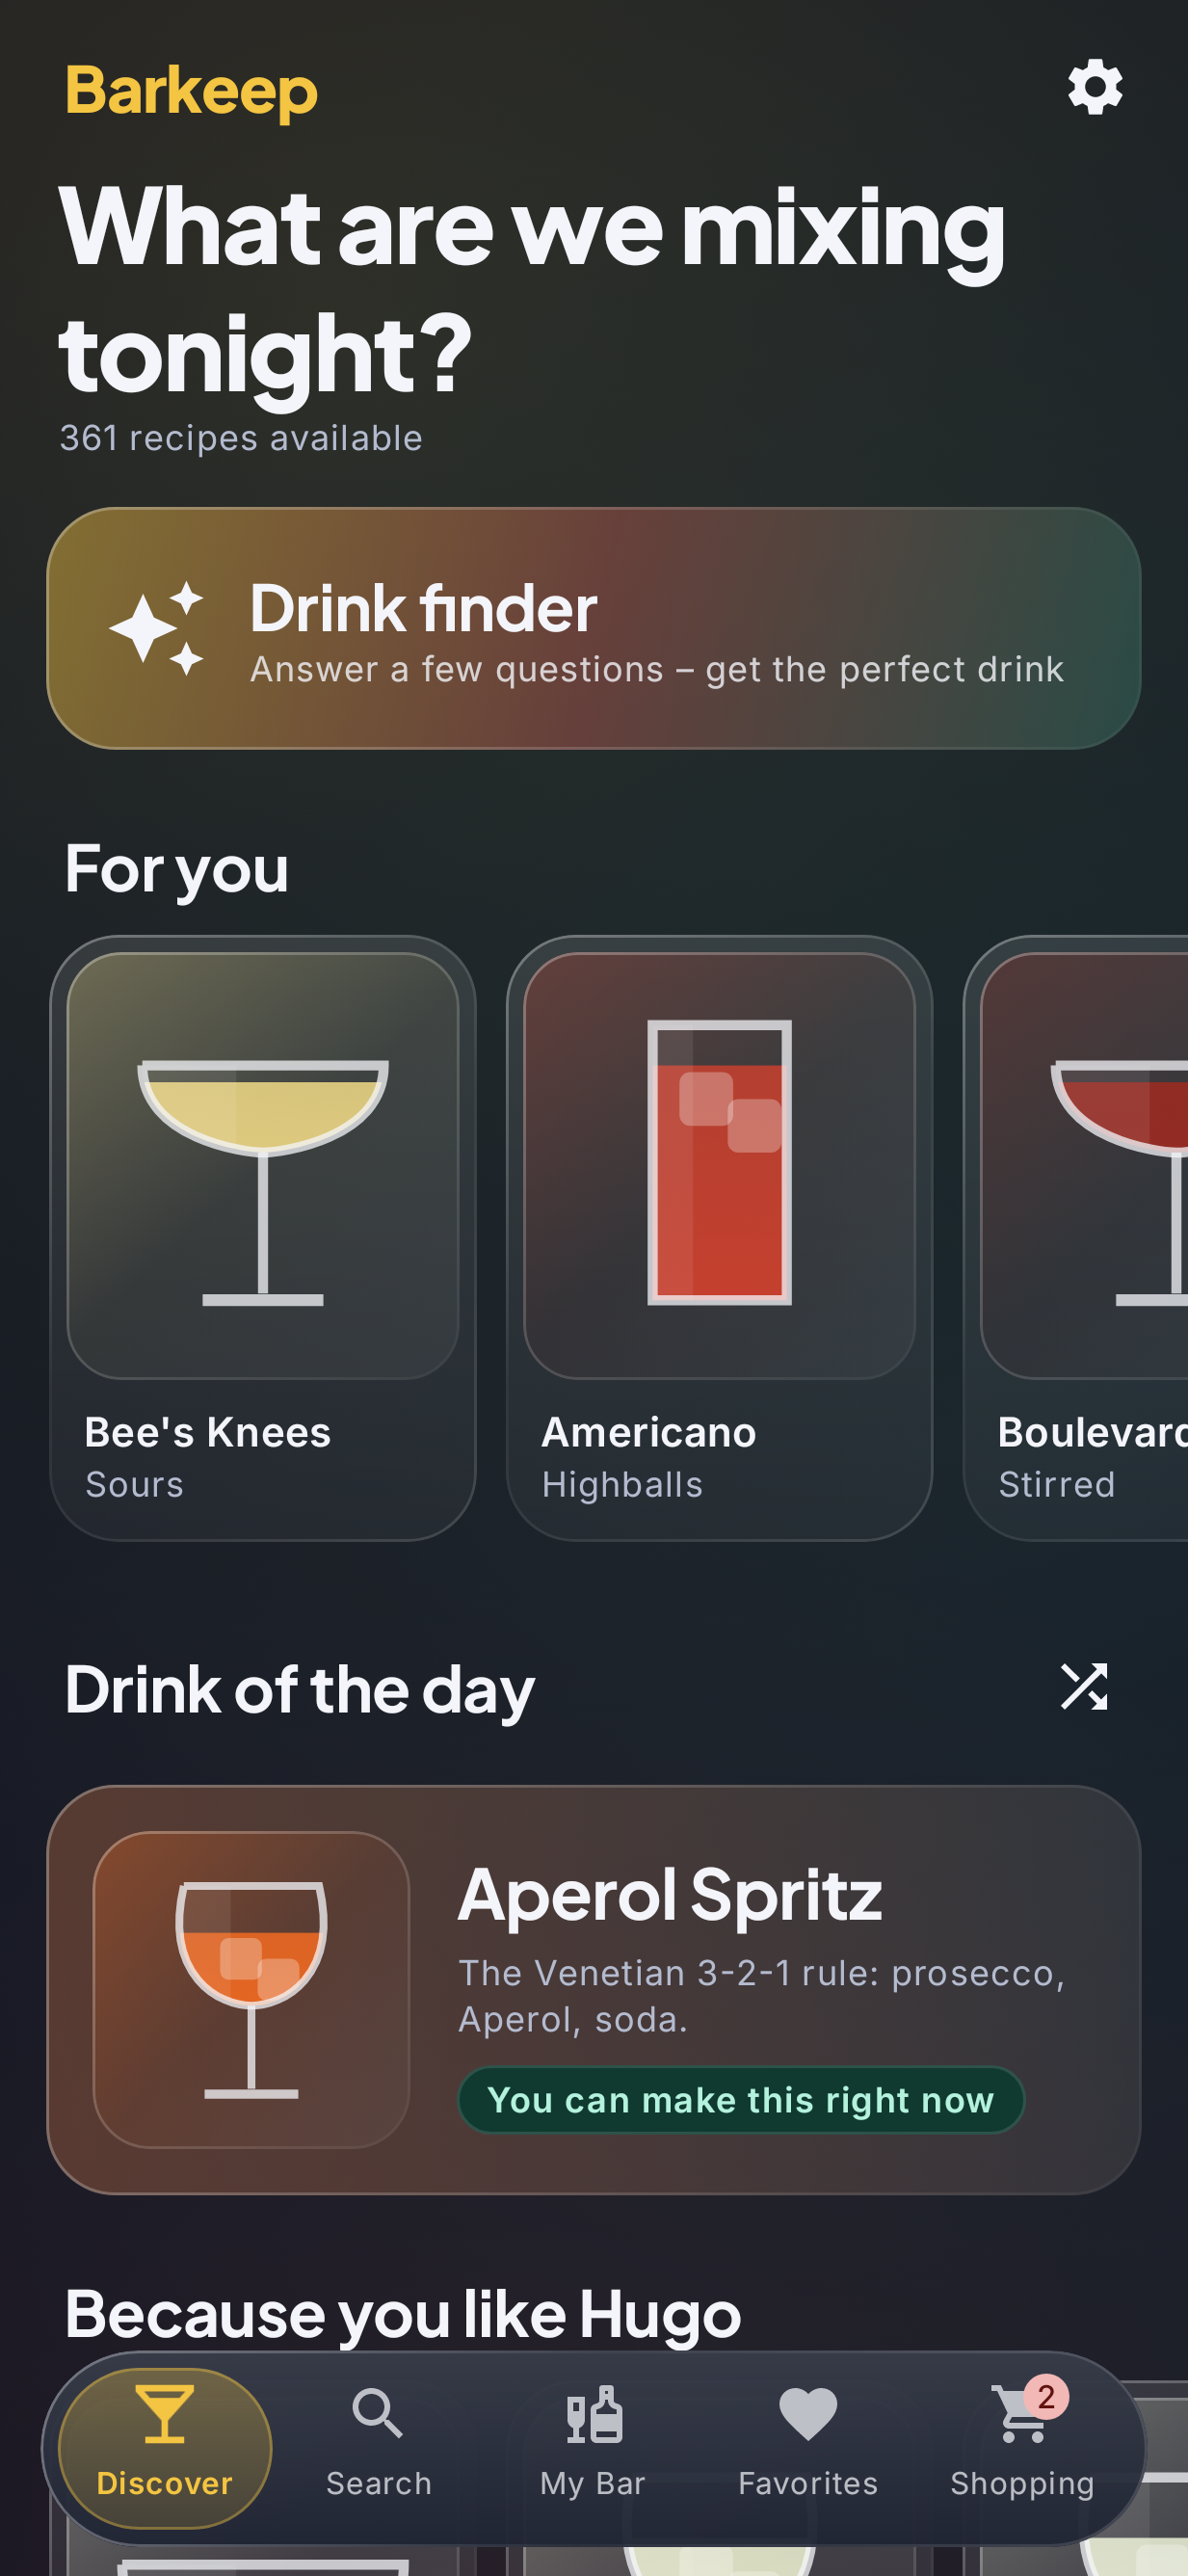 Barkeep
What are we mixing
tonight?
361 recipes available
Drink finder
Answer a few questions – get the perfect drink
For you
Bee's Knees
Sours
Americano
Highballs
Boulevard
Stirred
Drink of the day
Aperol Spritz
The Venetian 3-2-1 rule: prosecco,
Aperol, soda.
You can make this right now
Because you like Hugo
2
Discover
Search
My Bar
Favorites
Shopping